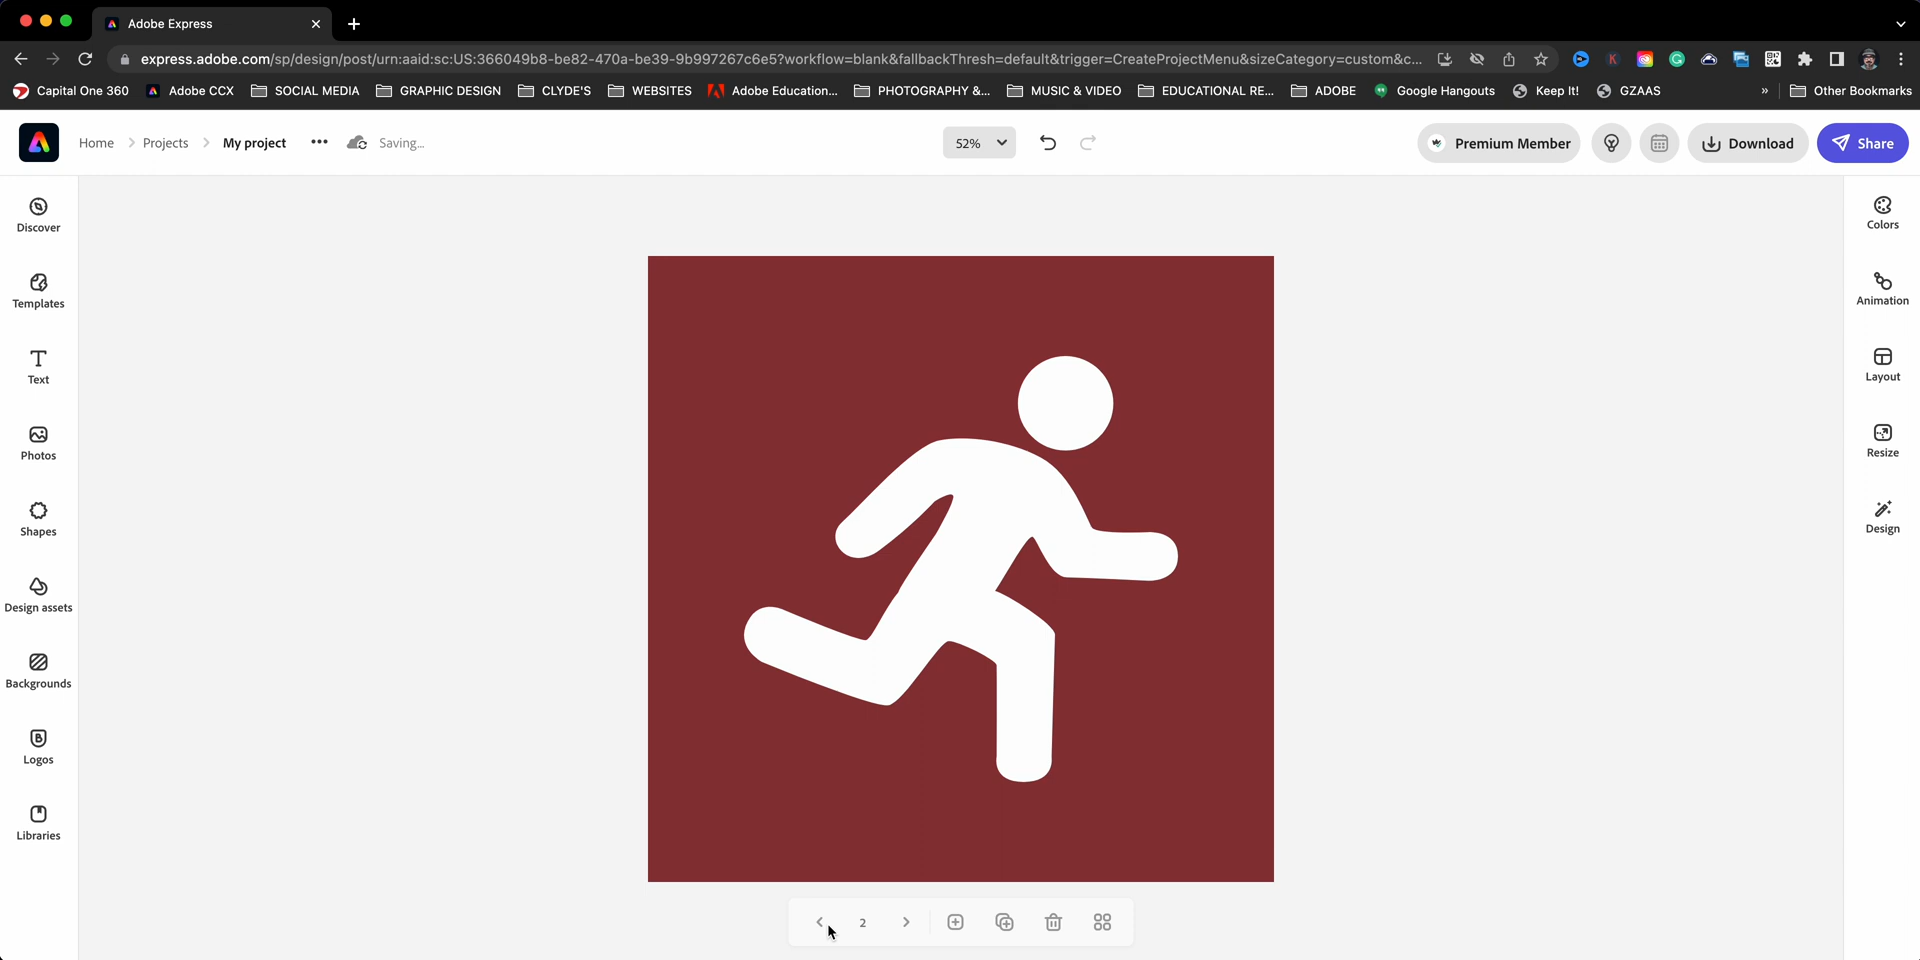 Adobe Express
express.adobe.com/sp/design/post/urn:aaid:sc:US:366049b8-be82-470a-be39-9b997267c6e5?workflow=blank&fallbackThresh=default&trigger=CreateProjectMenu&sizeCategory=custom&c...
Capital One 360 Adobe CCX SOCIAL MEDIA GRAPHIC DESIGN CLYDE'S WEBSITES Adobe Education... PHOTOGRAPHY &... MUSIC & VIDEO EDUCATIONAL RE... ADOBE Google Hangouts Keep It! GZAAS » Other Bookmarks
Home Projects My project ••• Saving... 52% Premium Member Download Share
Discover
Templates
Text
Photos
Shapes
Design assets
Backgrounds
Logos
Libraries
2
Colors
Animation
Layout
Resize
Design